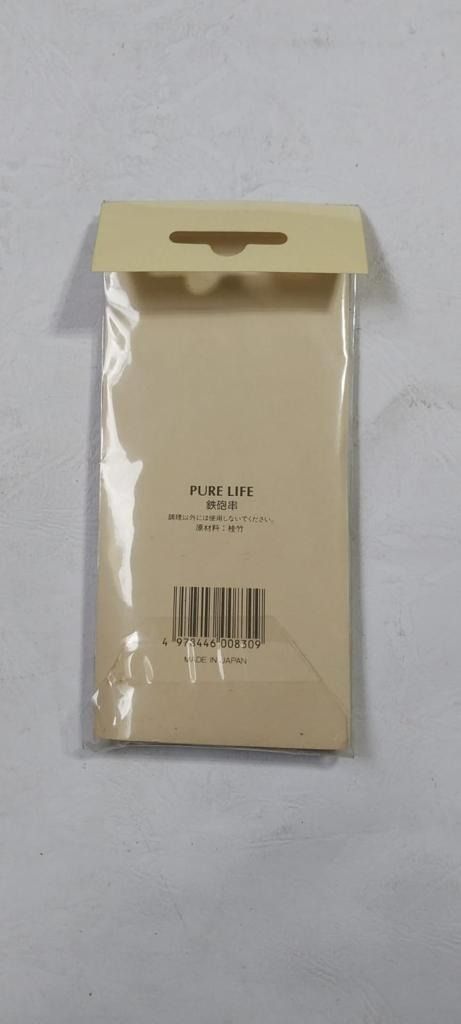 PURE LIFE
鉄砲串
調理以外には使用しないでください。
原材料：桂竹
4 973446 008309
MADE IN JAPAN